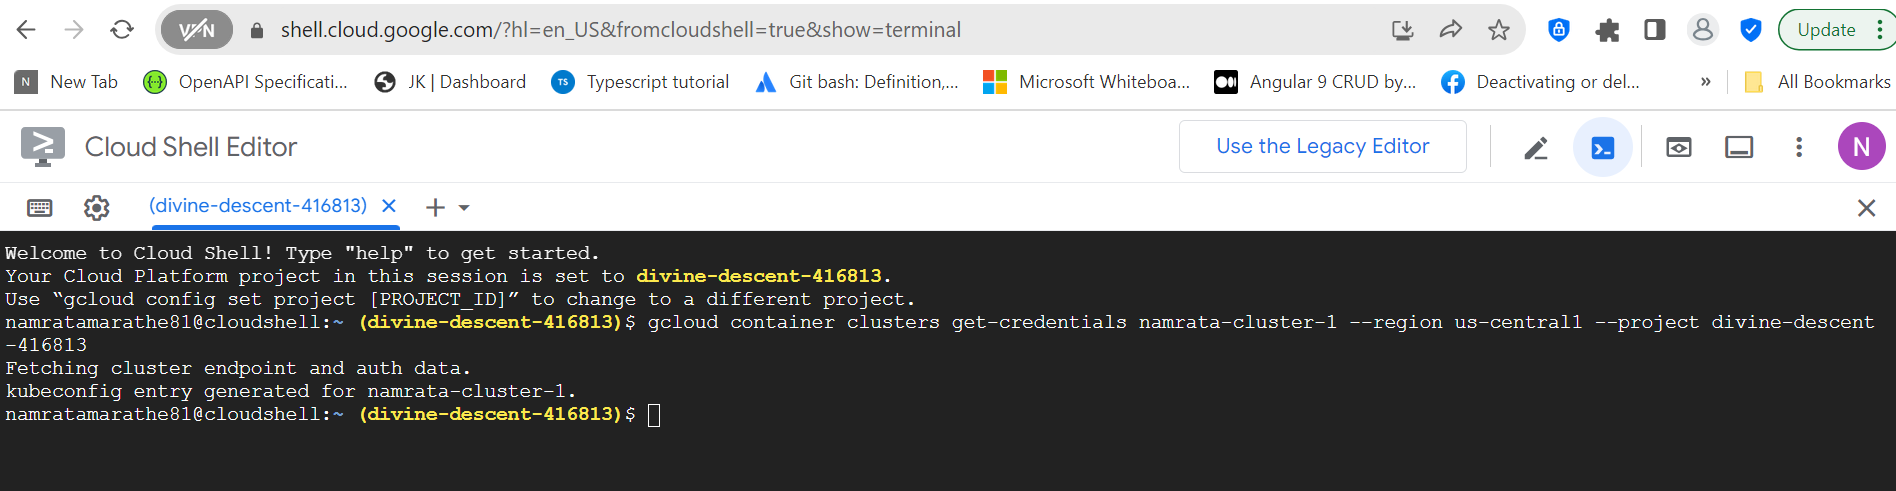 VPN shell.cloud.google.com/?hl=en_US&fromcloudshell=true&show=terminal Update
N New Tab {··} OpenAPI Specificati... JK | Dashboard TS Typescript tutorial Git bash: Definition,... Microsoft Whiteboa... Angular 9 CRUD by... Deactivating or del... » All Bookmarks
Cloud Shell Editor Use the Legacy Editor N
(divine-descent-416813)
Welcome to Cloud Shell! Type "help" to get started.
Your Cloud Platform project in this session is set to divine-descent-416813.
Use “gcloud config set project [PROJECT_ID]” to change to a different project.
namratamarathe81@cloudshell:~ (divine-descent-416813)$ gcloud container clusters get-credentials namrata-cluster-1 --region us-central1 --project divine-descent
-416813
Fetching cluster endpoint and auth data.
kubeconfig entry generated for namrata-cluster-1.
namratamarathe81@cloudshell:~ (divine-descent-416813)$